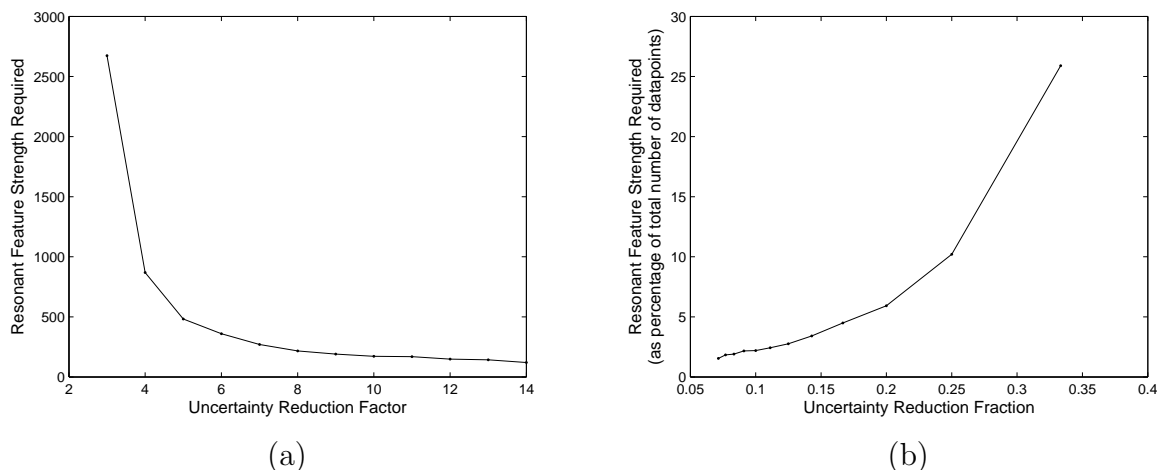 3000
2500
2000
1500
1000
500
0
2 4 6 8 10 12 14
Resonant Feature Strength Required
Uncertainty Reduction Factor
(a)
30
25
20
15
10
5
0
0.05 0.1 0.15 0.2 0.25 0.3 0.35 0.4
Resonant Feature Strength Required
(as percentage of total number of datapoints)
Uncertainty Reduction Fraction
(b)